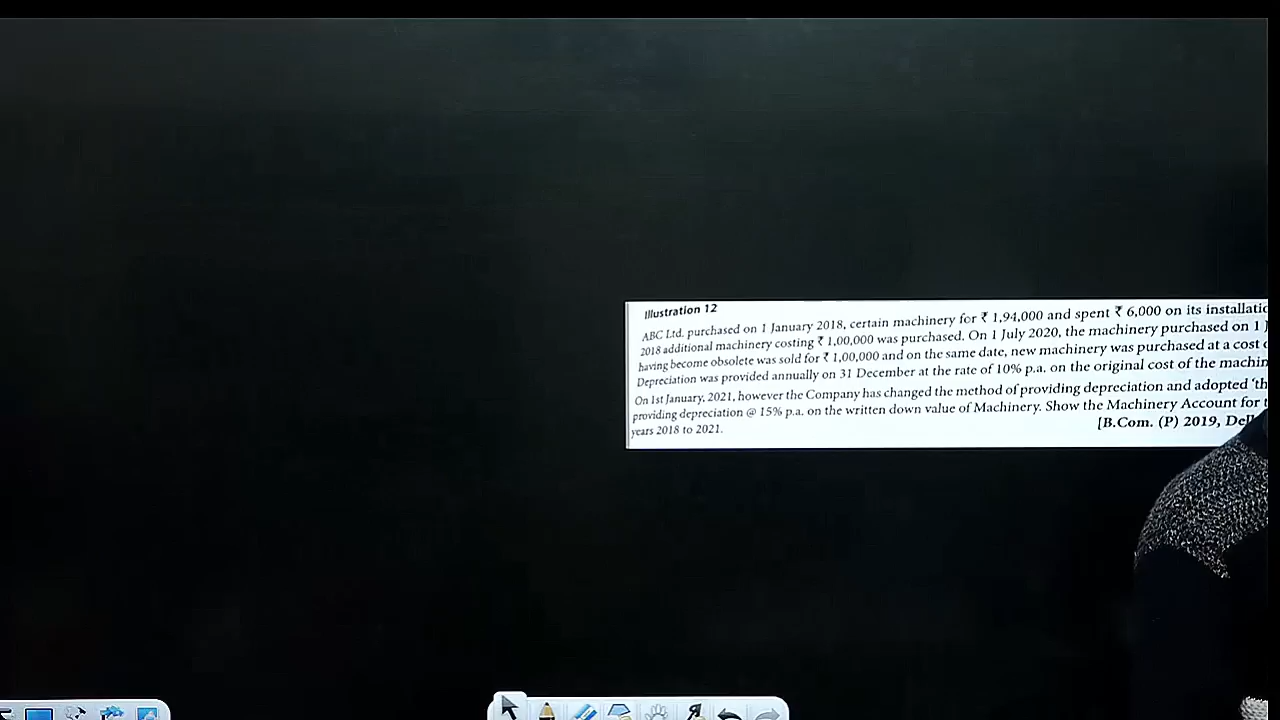 Illustration 12
ABC Ltd. purchased on 1 January 2018, certain machinery for ₹ 1,94,000 and spent ₹ 6,000 on its
2018 additional machinery costing ₹ 1,00,000 was purchased. On 1 July 2020, the machinery purchased on 1
having become obsolete was sold for ₹ 1,00,000 and on the same date, new machinery was purchased at a cost
Depreciation was provided annually on 31 December at the rate of 10% p.a. on the original cost of the
On 1st January, 2021, however the Company has changed the method of providing depreciation and adopted
providing depreciation @ 15% p.a. on the written down value of Machinery. Show the Machinery Account for
years 2018 to 2021.
[B.Com. (P) 2019,